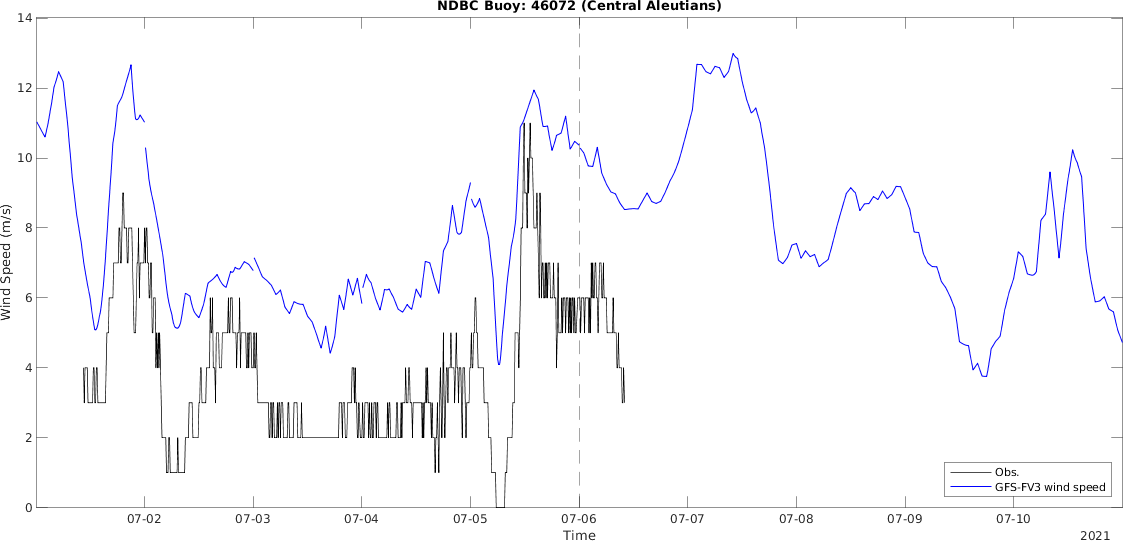 NDBC Buoy: 46072 (Central Aleutians)
14
12
10
8
6
4
2
0
Wind Speed (m/s)
Obs.
GFS-FV3 wind speed
07-02 07-03 07-04 07-05 07-06 07-07 07-08 07-09 07-10
Time
2021